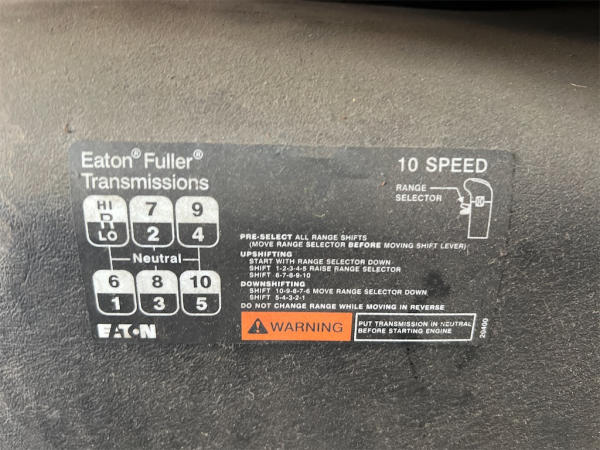 Eaton® Fuller®
Transmissions
10 SPEED
RANGE
SELECTOR
HI
R
LO
7
2
9
4
Neutral
6
1
8
3
10
5
EATON
PRE-SELECT ALL RANGE SHIFTS
(MOVE RANGE SELECTOR BEFORE MOVING SHIFT LEVER)
UPSHIFTING
START WITH RANGE SELECTOR DOWN
SHIFT 1-2-3-4-5 RAISE RANGE SELECTOR
SHIFT 6-7-8-9-10
DOWNSHIFTING
SHIFT 10-9-8-7-6 MOVE RANGE SELECTOR DOWN
SHIFT 5-4-3-2-1
DO NOT CHANGE RANGE WHILE MOVING IN REVERSE
WARNING
PUT TRANSMISSION IN NEUTRAL
BEFORE STARTING ENGINE
20400